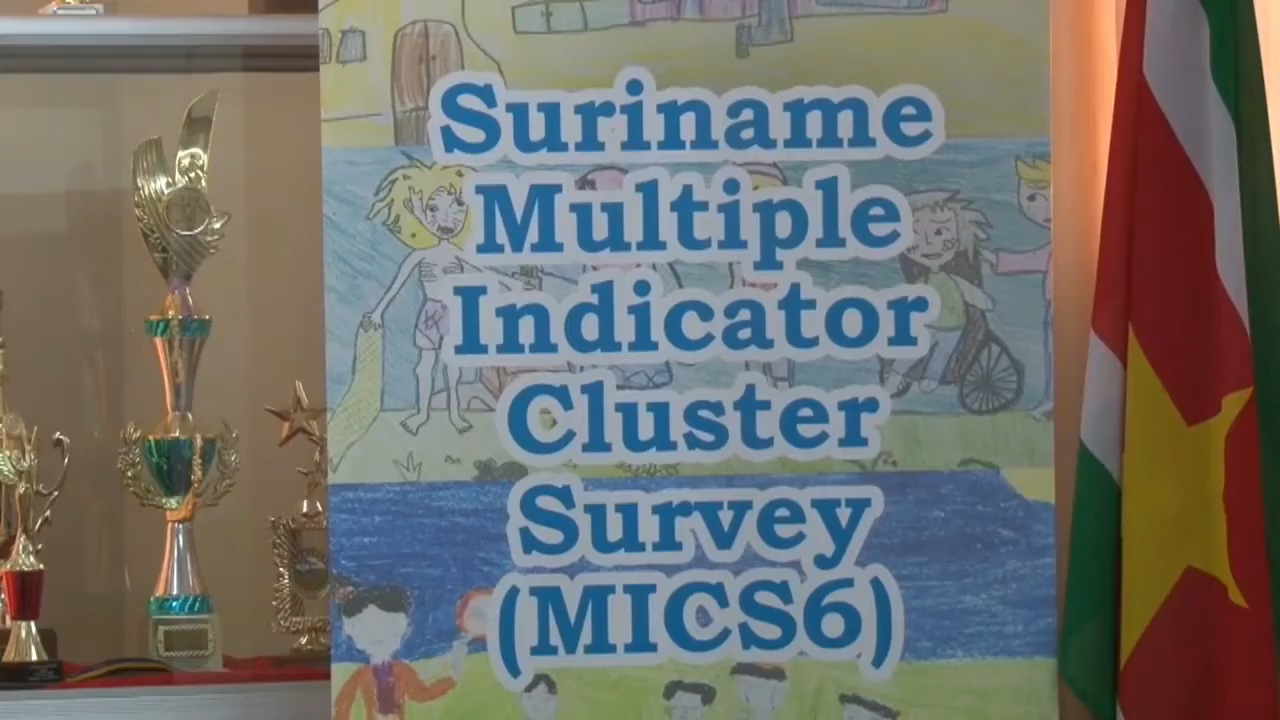 Suriname
Multiple
Indicator
Cluster
Survey
(MICS6)